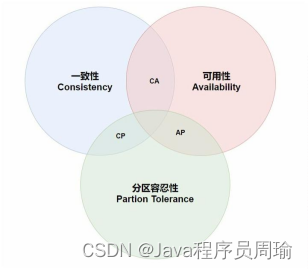 一致性
Consistency
可用性
Availability
CA
CP
AP
分区容忍性
Partion Tolerance
CSDN @Java程序员周瑜